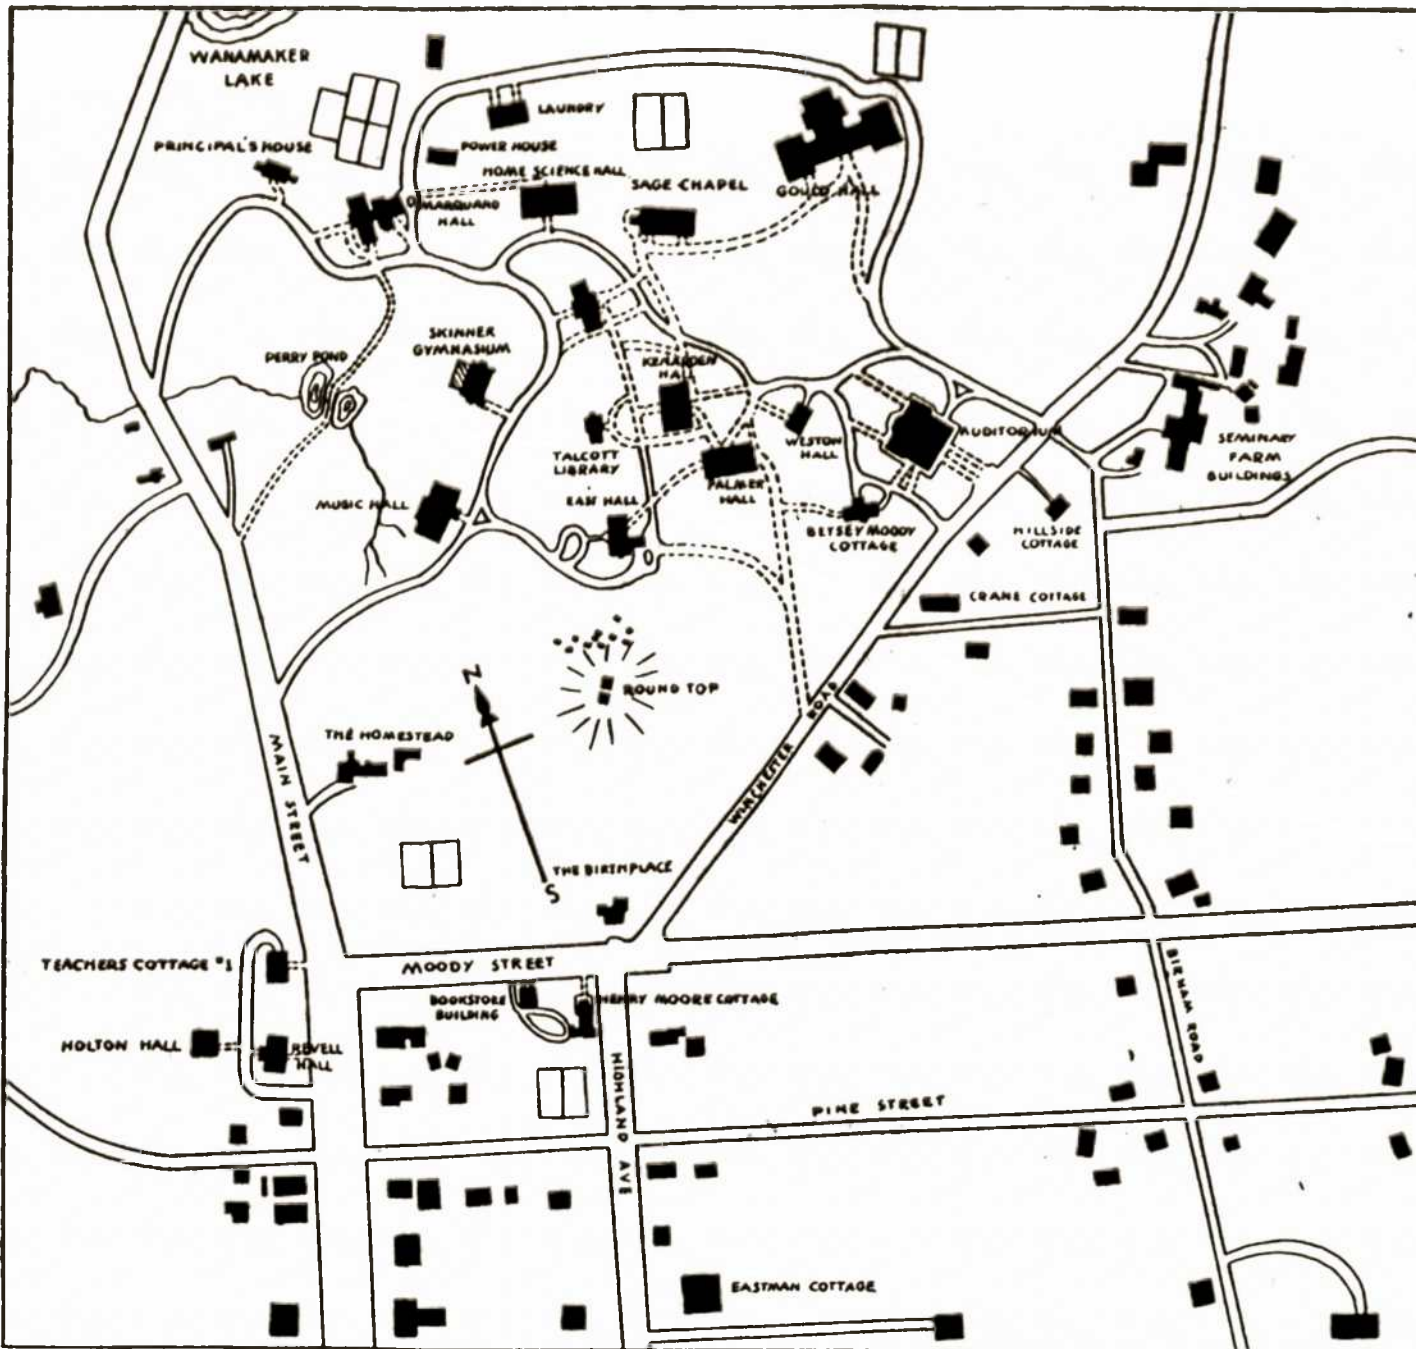 WANAMAKER
LAKE
LAUNDRY
PRINCIPAL'S HOUSE
POWER HOUSE
HOME SCIENCE HALL
SAGE CHAPEL
GOULD HALL
MARQUAND
HALL
SKINNER
GYMNASIUM
PERRY POND
KENARDEN
HALL
TALCOTT
LIBRARY
WESTON
HALL
AUDITORIUM
SEMINARY
FARM
BUILDINGS
PALMER
HALL
MUSIC HALL
EAST HALL
BETSEY MOODY
COTTAGE
HILLSIDE
COTTAGE
CRANE COTTAGE
N
ROUND TOP
THE HOMESTEAD
MAIN STREET
WINCHESTER ROAD
THE BIRTHPLACE
S
TEACHERS COTTAGE #1
MOODY STREET
BOOKSTORE
BUILDING
HENRY MOORE COTTAGE
BIRNAM ROAD
HOLTON HALL
REVELL
HALL
HIGHLAND AVE
PINE STREET
EASTMAN COTTAGE